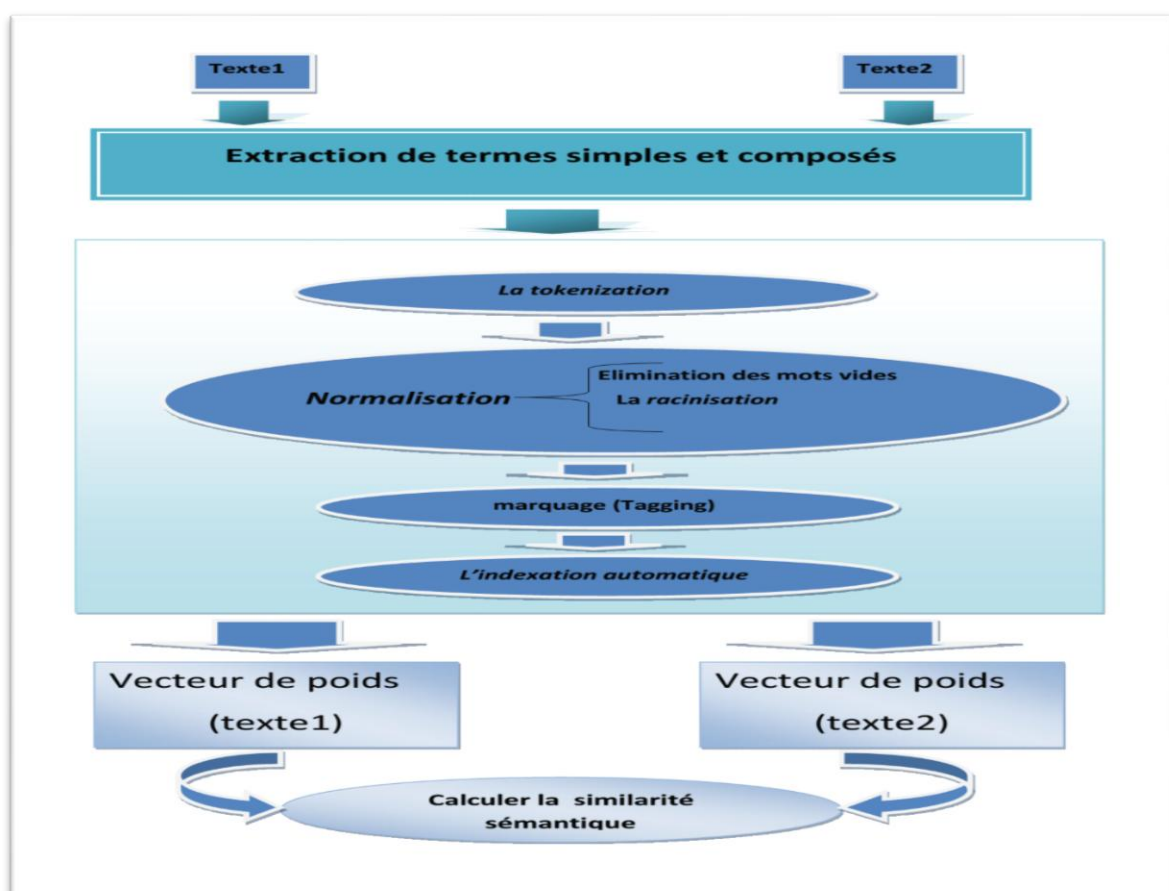 Texte1
Texte2
Extraction de termes simples et composés
La tokenization
Elimination des mots vides
Normalisation
La racinisation
marquage (Tagging)
L'indexation automatique
Vecteur de poids
(texte1)
Vecteur de poids
(texte2)
Calculer la similarité
sémantique